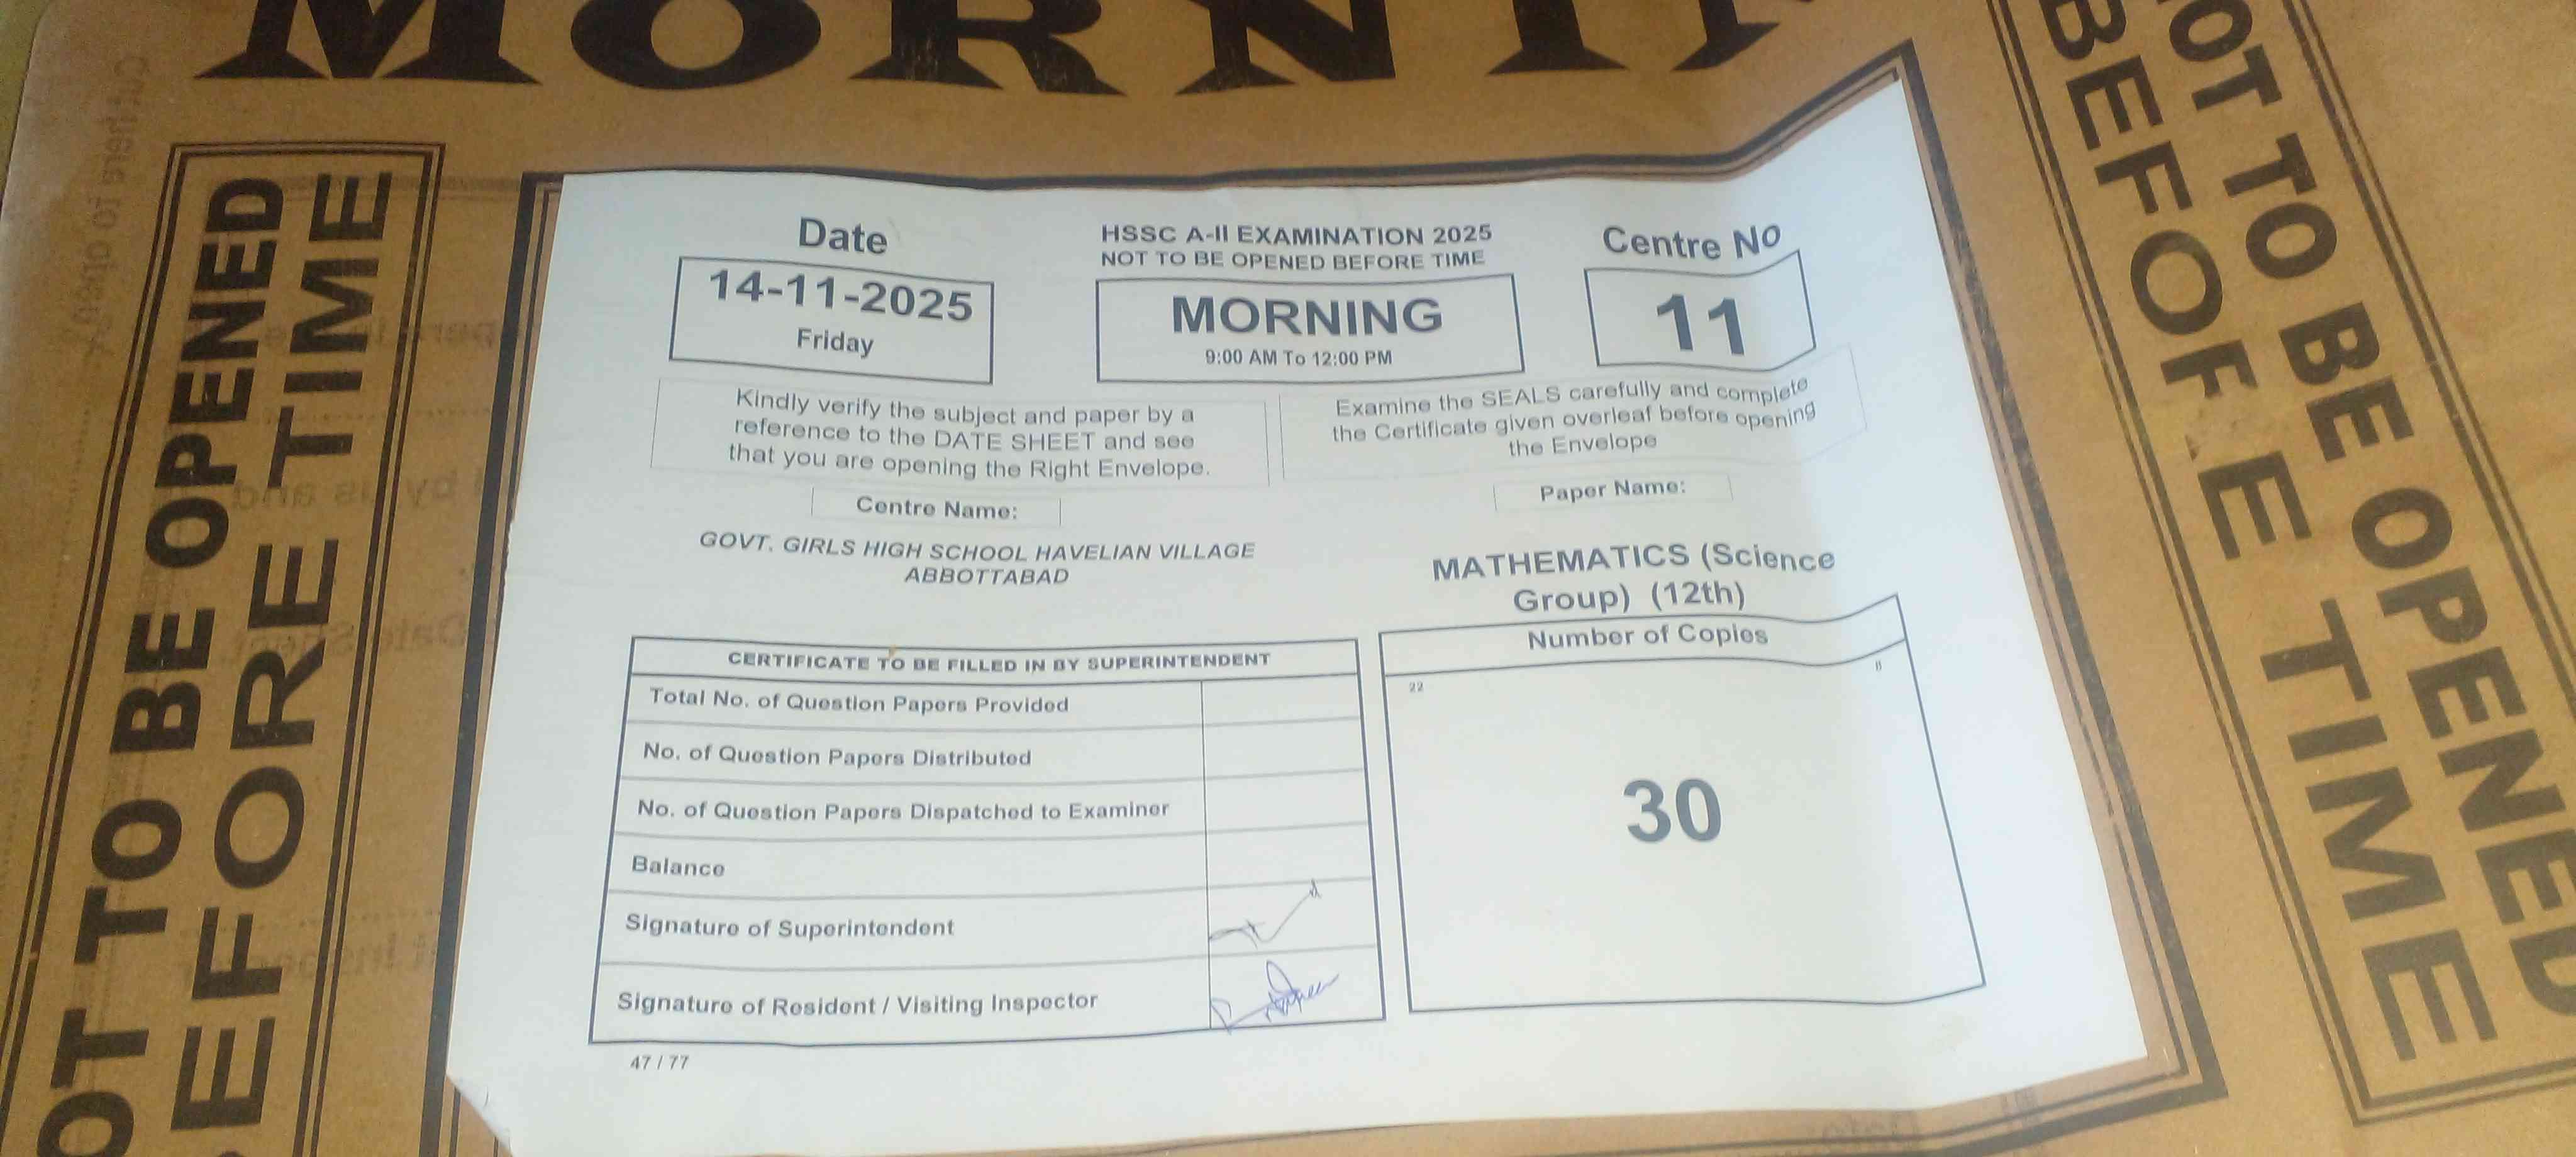 MORNIN
NOT TO BE OPENED
BEFORE TIME
Date
14-11-2025
Friday
HSSC A-II EXAMINATION 2025
NOT TO BE OPENED BEFORE TIME
MORNING
9:00 AM To 12:00 PM
Centre No
11
Kindly verify the subject and paper by a
reference to the DATE SHEET and see
that you are opening the Right Envelope.
Examine the SEALS carefully and complete
the Certificate given overleaf before opening
the Envelope
Centre Name:
GOVT. GIRLS HIGH SCHOOL HAVELIAN VILLAGE
ABBOTTABAD
Paper Name:
MATHEMATICS (Science
Group) (12th)
CERTIFICATE TO BE FILLED IN BY SUPERINTENDENT
Total No. of Question Papers Provided
No. of Question Papers Distributed
No. of Question Papers Dispatched to Examiner
Balance
Signature of Superintendent
Signature of Resident / Visiting Inspector
Number of Copies
22
30
47 / 77
NOT TO BE OPENED
BEFORE TIME